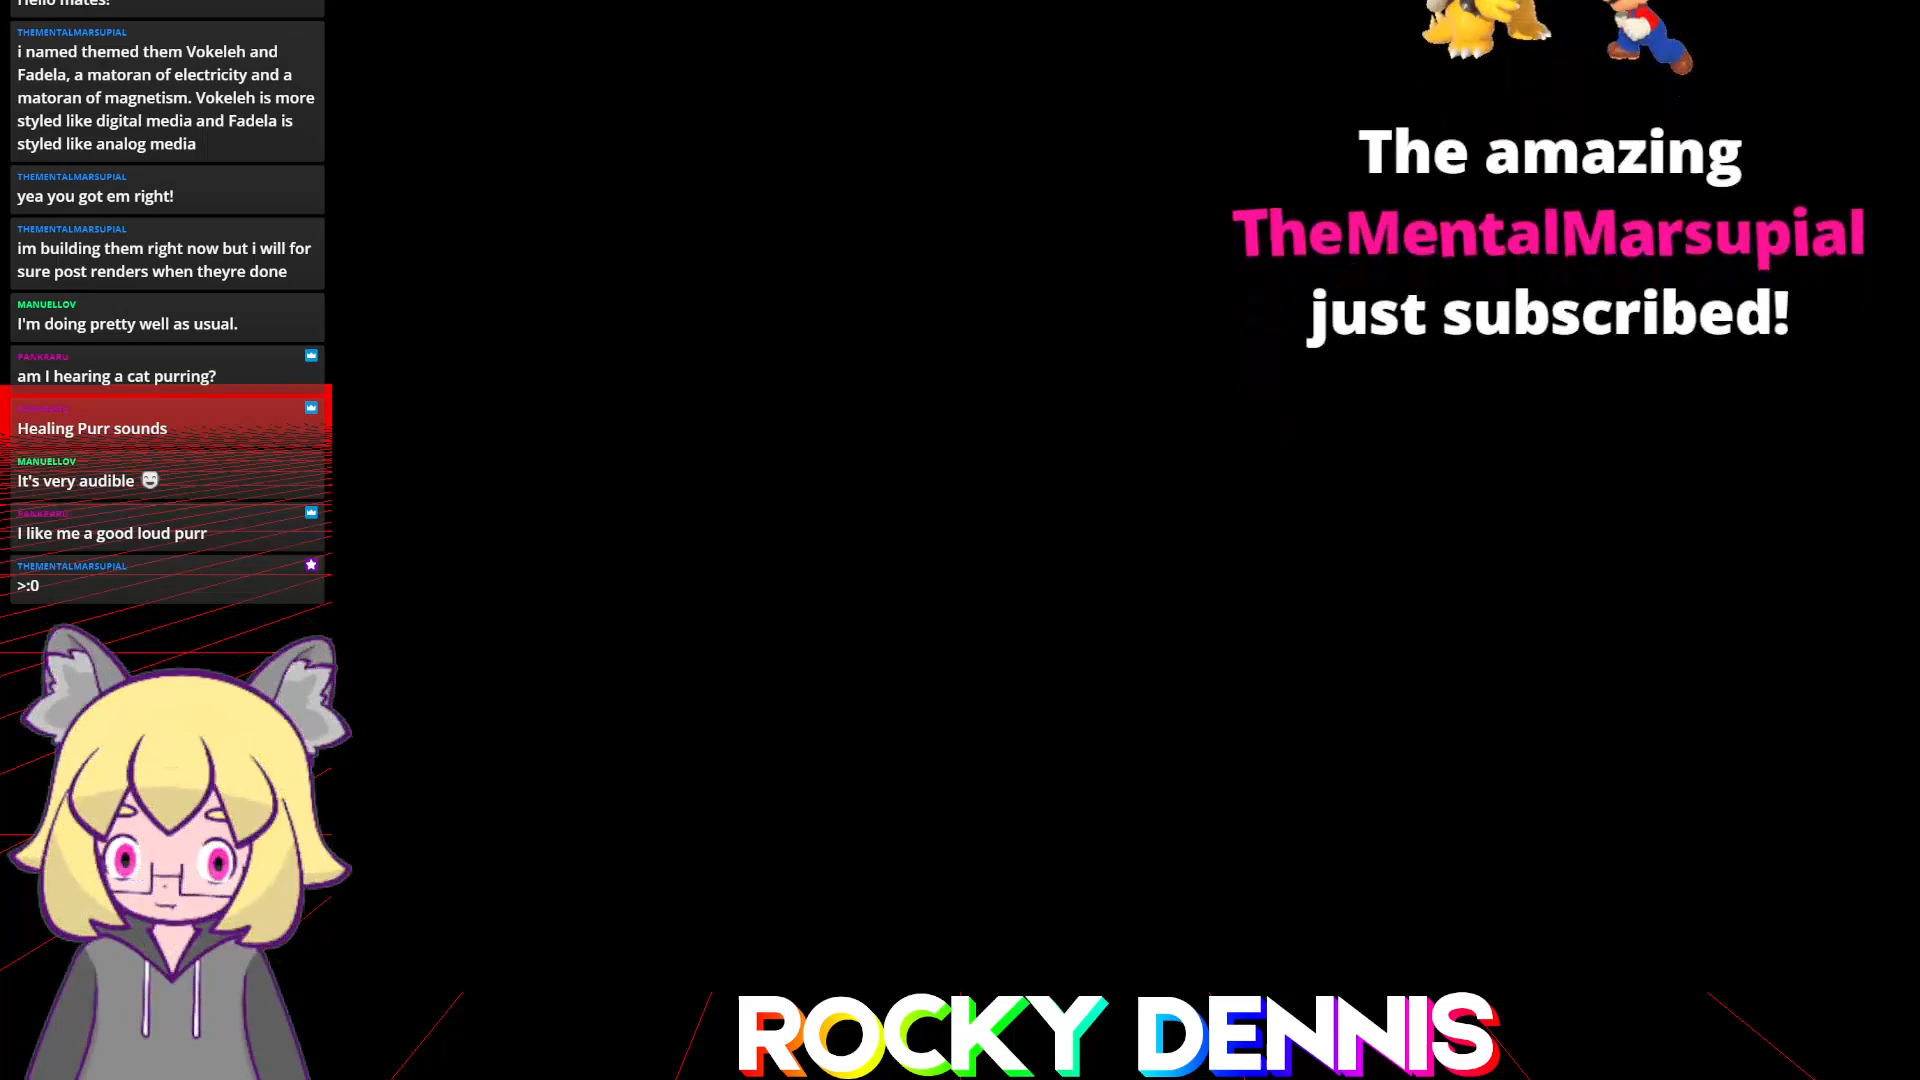 Hello mates!
THEMENTALMARSUPIAL
i named themed them Vokeleh and
Fadela, a matoran of electricity and a
matoran of magnetism. Vokeleh is more
styled like digital media and Fadela is
styled like analog media
THEMENTALMARSUPIAL
yea you got em right!
THEMENTALMARSUPIAL
im building them right now but i will for
sure post renders when theyre done
MANUELLOV
I'm doing pretty well as usual.
PANKRARU
am I hearing a cat purring?
Healing Purr sounds
MANUELLOV
It's very audible
PANKRARU
I like me a good loud purr
THEMENTALMARSUPIAL
>:0
The amazing
TheMentalMarsupial
just subscribed!
ROCKY DENNIS